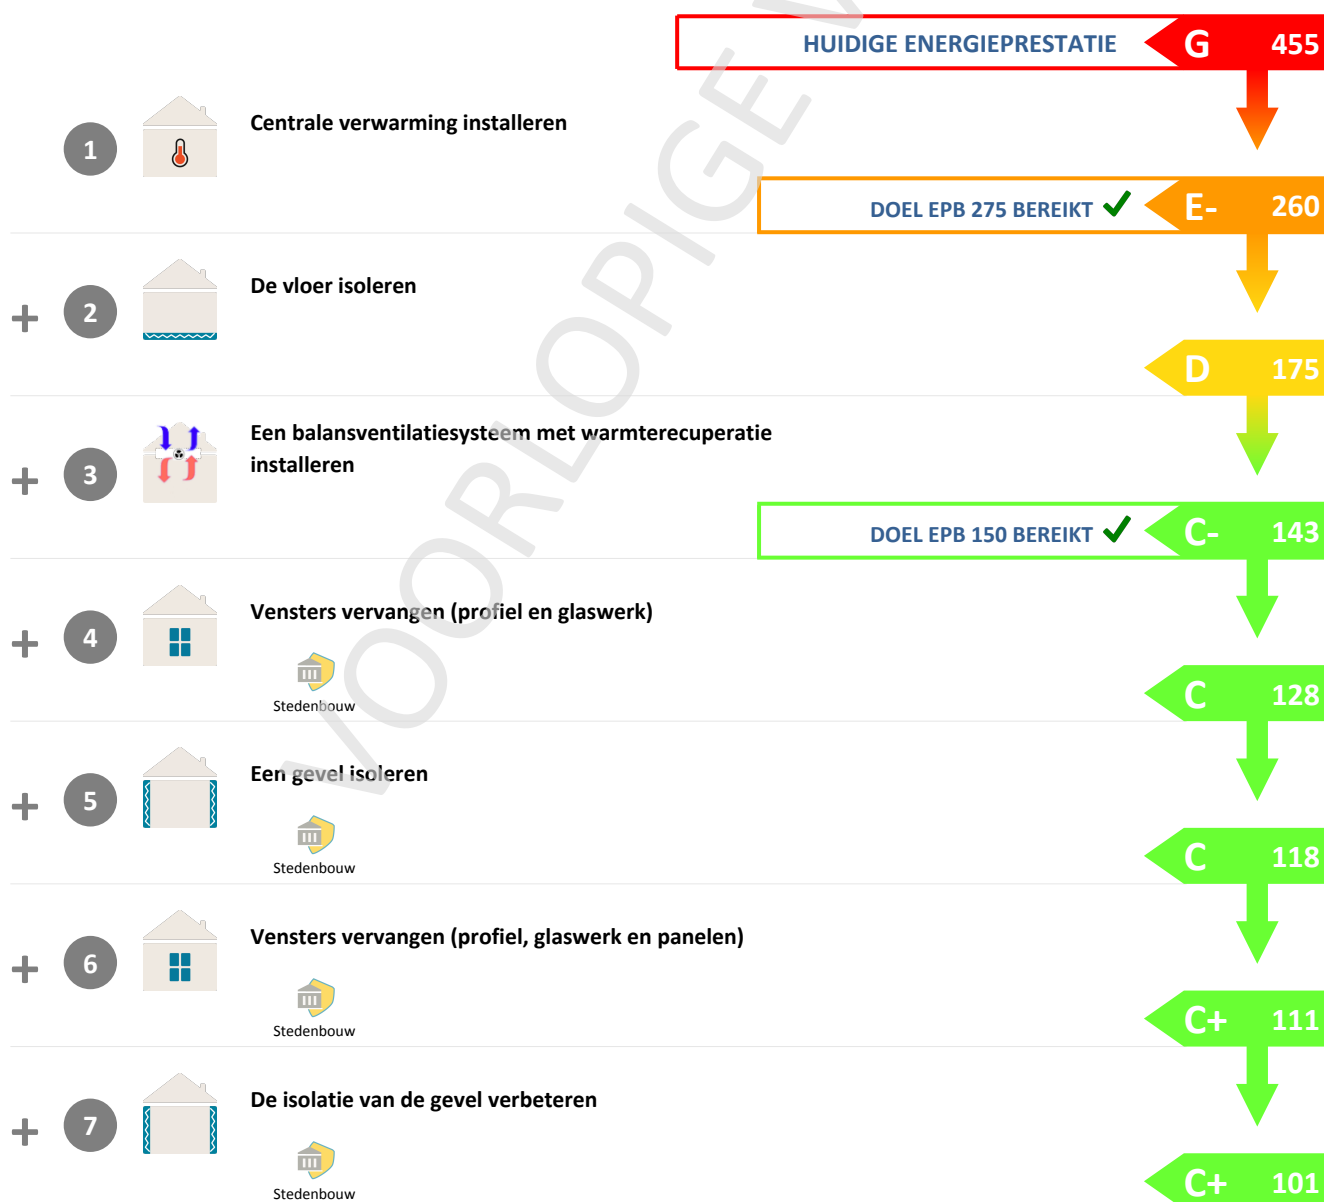 HUIDIGE ENERGIEPRESTATIE G 455
1 Centrale verwarming installeren
DOEL EPB 275 BEREIKT E- 260
+ 2 De vloer isoleren
D 175
+ 3 Een balansventilatiesysteem met warmterecuperatie
installeren
DOEL EPB 150 BEREIKT C- 143
+ 4 Vensters vervangen (profiel en glaswerk)
Stedenbouw
C 128
+ 5 Een gevel isoleren
Stedenbouw
C 118
+ 6 Vensters vervangen (profiel, glaswerk en panelen)
Stedenbouw
C+ 111
+ 7 De isolatie van de gevel verbeteren
Stedenbouw
C+ 101
VOORLOPIGE